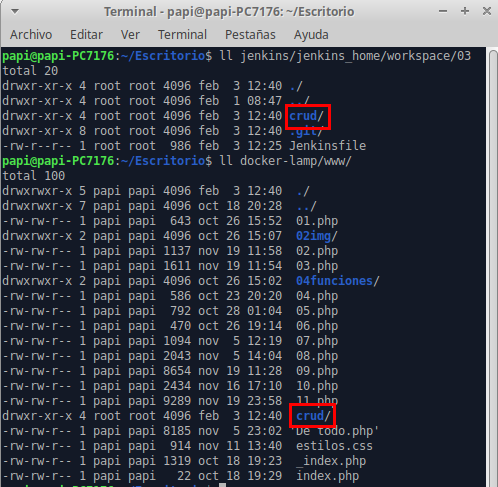 Terminal - papi@papi-PC7176: ~/Escritorio
Archivo Editar Ver Terminal Pestañas Ayuda
papi@papi-PC7176:~/Escritorio$ ll jenkins/jenkins_home/workspace/03
total 20
drwxr-xr-x 4 root root 4096 feb  3 12:40 ./
drwxr-xr-x 4 root root 4096 feb  1 08:47 ../
drwxr-xr-x 4 root root 4096 feb  3 12:40 crud/
drwxr-xr-x 8 root root 4096 feb  3 12:40 .git/
-rw-r--r-- 1 root root  986 feb  3 12:25 Jenkinsfile
papi@papi-PC7176:~/Escritorio$ ll docker-lamp/www/
total 100
drwxrwxr-x 5 papi papi 4096 feb  3 12:40  ./
drwxrwxr-x 7 papi papi 4096 oct 18 20:28  ../
-rw-rw-r-- 1 papi papi  643 oct 26 15:52  01.php
drwxrwxr-x 2 papi papi 4096 oct 26 15:07  02img/
-rw-rw-r-- 1 papi papi 1137 nov 19 11:58  02.php
-rw-rw-r-- 1 papi papi 1611 nov 19 11:54  03.php
drwxrwxr-x 2 papi papi 4096 oct 26 15:02  04funciones/
-rw-rw-r-- 1 papi papi  586 oct 23 20:20  04.php
-rw-rw-r-- 1 papi papi  792 oct 28 01:04  05.php
-rw-rw-r-- 1 papi papi  470 oct 26 19:14  06.php
-rw-rw-r-- 1 papi papi 1094 nov  5 12:19  07.php
-rw-rw-r-- 1 papi papi 2043 nov  5 14:04  08.php
-rw-rw-r-- 1 papi papi 8654 nov 19 11:28  09.php
-rw-rw-r-- 1 papi papi 2434 nov 16 17:10  10.php
-rw-rw-r-- 1 papi papi 9289 nov 19 23:58  11.php
drwxr-xr-x 4 root root 4096 feb  3 12:40  crud/
-rw-rw-r-- 1 papi papi 8185 nov  5 23:02 'De todo.php'
-rw-rw-r-- 1 papi papi  914 nov 11 13:40  estilos.css
-rw-rw-r-- 1 papi papi 1319 oct 18 19:23  _index.php
-rw-rw-r-- 1 papi papi   22 oct 18 19:29  index.php